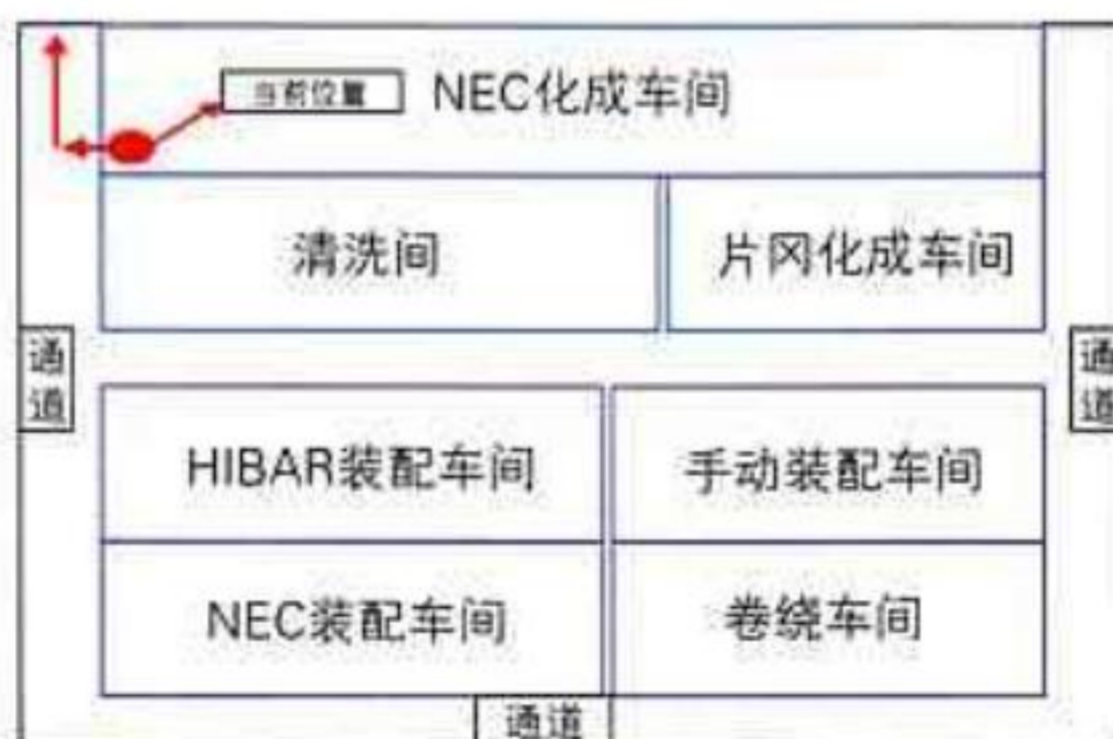 当前位置
NEC化成车间
清洗间
片冈化成车间
通道
通道
HIBAR装配车间
手动装配车间
NEC装配车间
卷绕车间
通道